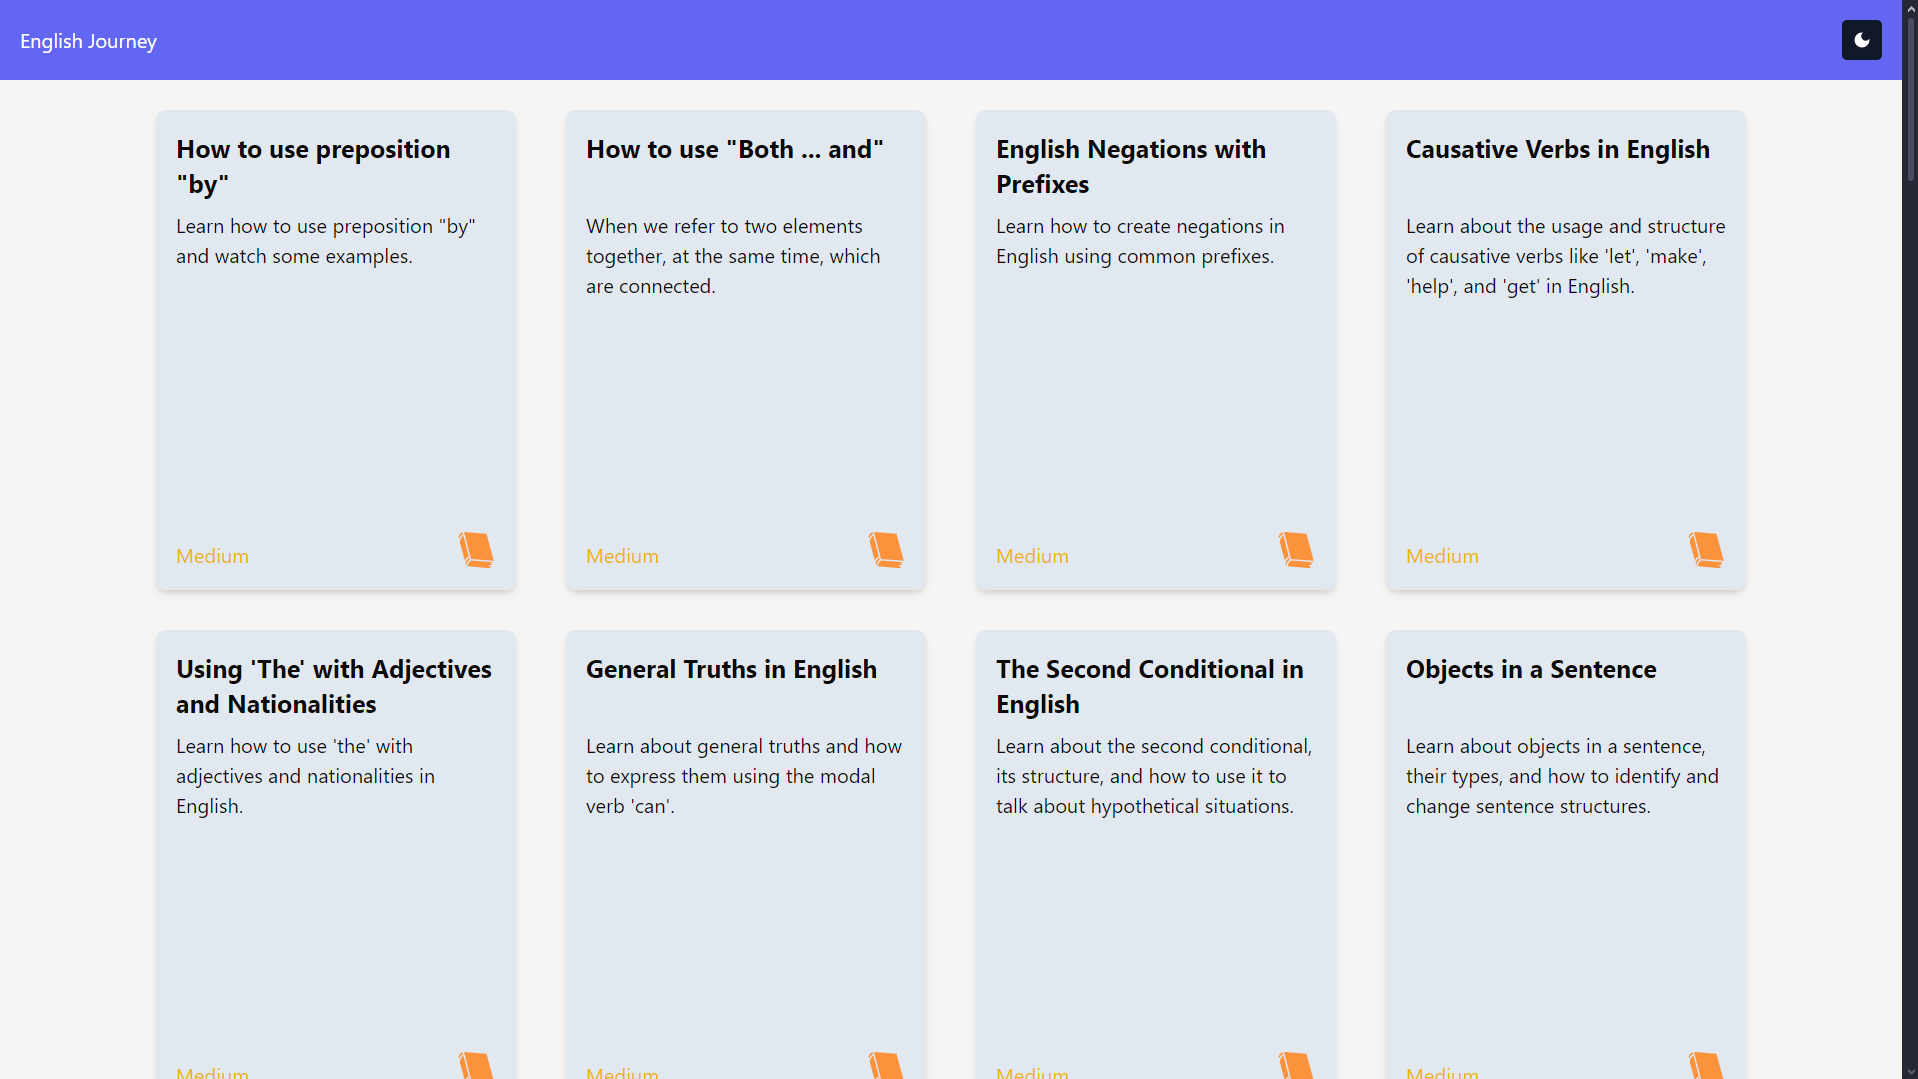 English Journey
How to use preposition
"by"
Learn how to use preposition "by"
and watch some examples.
Medium
How to use "Both ... and"
When we refer to two elements
together, at the same time, which
are connected.
Medium
English Negations with
Prefixes
Learn how to create negations in
English using common prefixes.
Medium
Causative Verbs in English
Learn about the usage and structure
of causative verbs like 'let', 'make',
'help', and 'get' in English.
Medium
Using 'The' with Adjectives
and Nationalities
Learn how to use 'the' with
adjectives and nationalities in
English.
Medium
General Truths in English
Learn about general truths and how
to express them using the modal
verb 'can'.
Medium
The Second Conditional in
English
Learn about the second conditional,
its structure, and how to use it to
talk about hypothetical situations.
Medium
Objects in a Sentence
Learn about objects in a sentence,
their types, and how to identify and
change sentence structures.
Medium